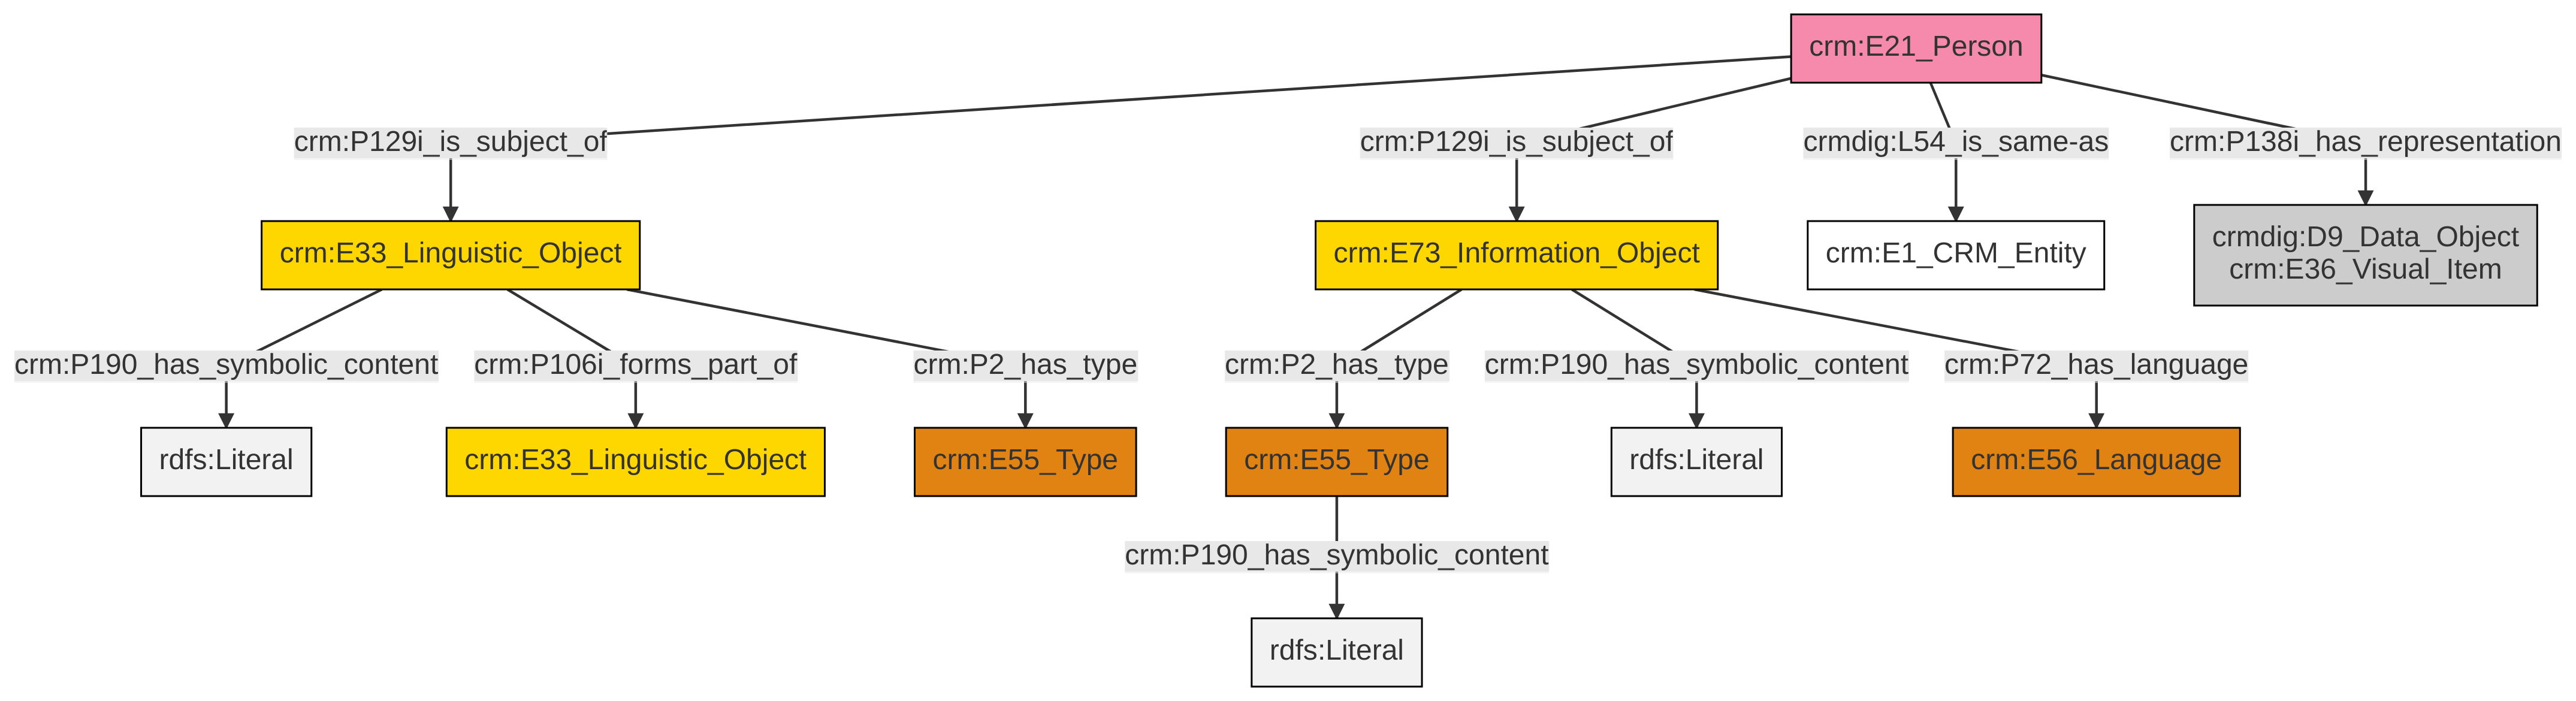 crm:E21_Person
crm:P129i_is_subject_of
crm:P129i_is_subject_of
crmdig:L54_is_same-as
crm:P138i_has_representation
crm:E33_Linguistic_Object
crm:E73_Information_Object
crm:E1_CRM_Entity
crmdig:D9_Data_Object
crm:E36_Visual_Item
crm:P190_has_symbolic_content
crm:P106i_forms_part_of
crm:P2_has_type
crm:P2_has_type
crm:P190_has_symbolic_content
crm:P72_has_language
rdfs:Literal
crm:E33_Linguistic_Object
crm:E55_Type
crm:E55_Type
rdfs:Literal
crm:E56_Language
crm:P190_has_symbolic_content
rdfs:Literal